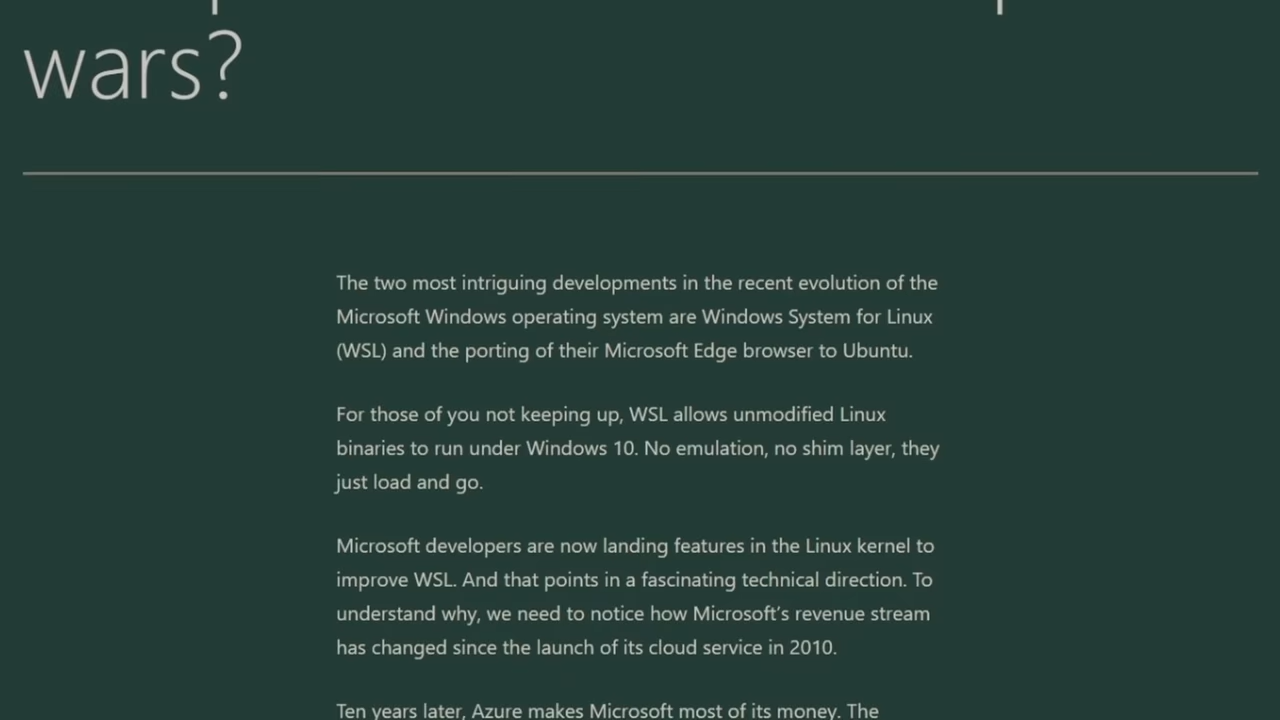 wars?
The two most intriguing developments in the recent evolution of the
Microsoft Windows operating system are Windows System for Linux
(WSL) and the porting of their Microsoft Edge browser to Ubuntu.
For those of you not keeping up, WSL allows unmodified Linux
binaries to run under Windows 10. No emulation, no shim layer, they
just load and go.
Microsoft developers are now landing features in the Linux kernel to
improve WSL. And that points in a fascinating technical direction. To
understand why, we need to notice how Microsoft’s revenue stream
has changed since the launch of its cloud service in 2010.
Ten years later, Azure makes Microsoft most of its money. The